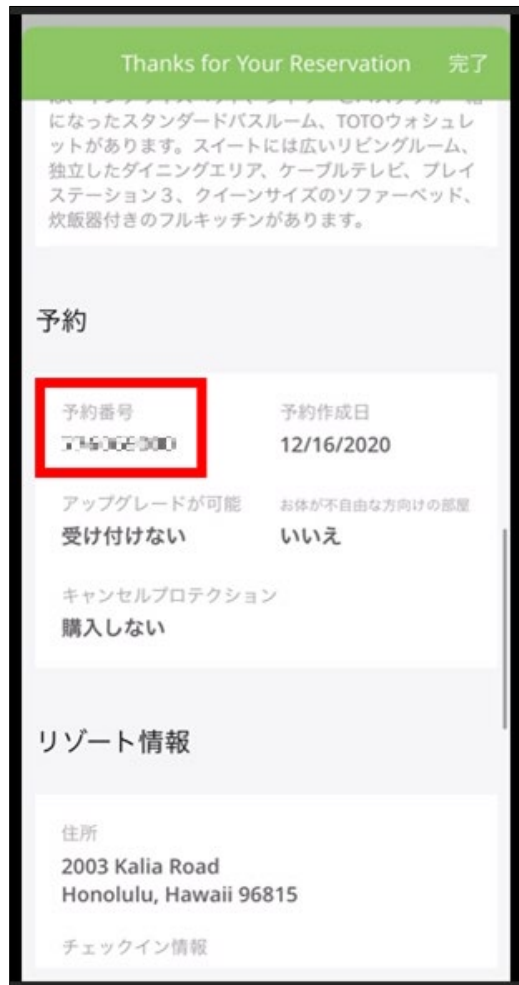 Thanks for Your Reservation 完了
になったスタンダードバスルーム、TOTOウォシュレ
ットがあります。スイートには広いリビングルーム、
独立したダイニングエリア、ケーブルテレビ、プレイ
ステーション3、クイーンサイズのソファーベッド、
炊飯器付きのフルキッチンがあります。
予約
予約番号 予約作成日
12/16/2020
アップグレードが可能 お体が不自由な方向けの部屋
受け付けない いいえ
キャンセルプロテクション
購入しない
リゾート情報
住所
2003 Kalia Road
Honolulu, Hawaii 96815
チェックイン情報